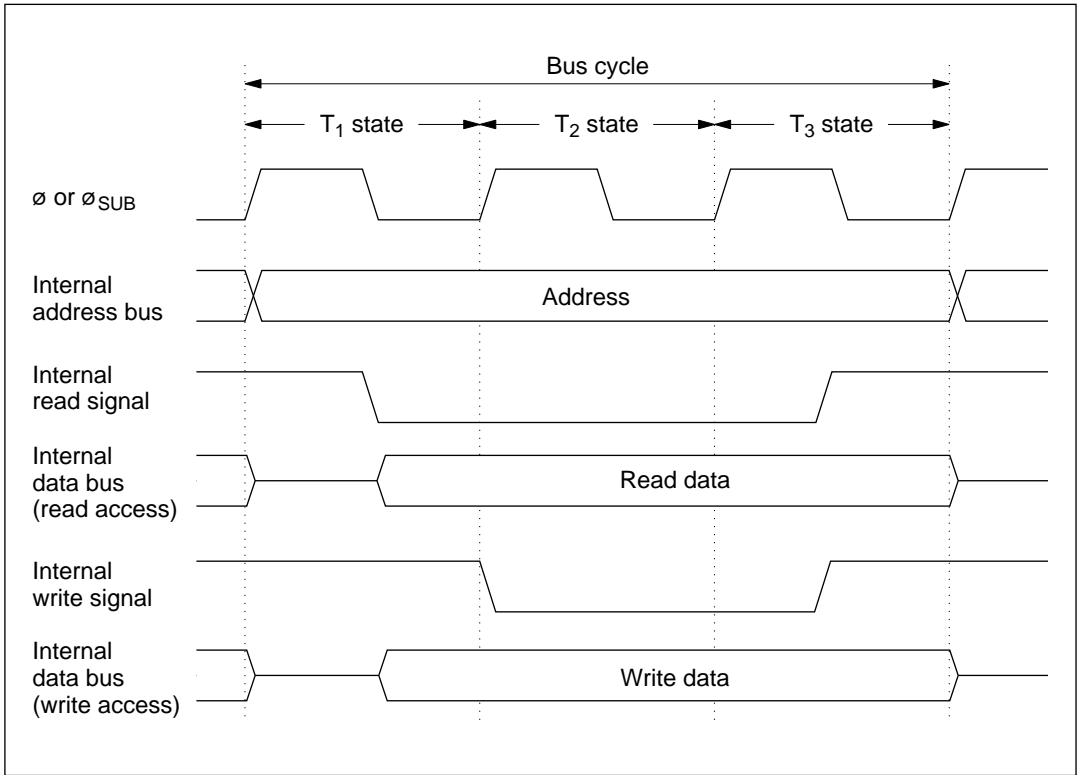 Bus cycle
T1 state
T2 state
T3 state
ø or øSUB
Internal
address bus
Address
Internal
read signal
Internal
data bus
(read access)
Read data
Internal
write signal
Internal
data bus
(write access)
Write data